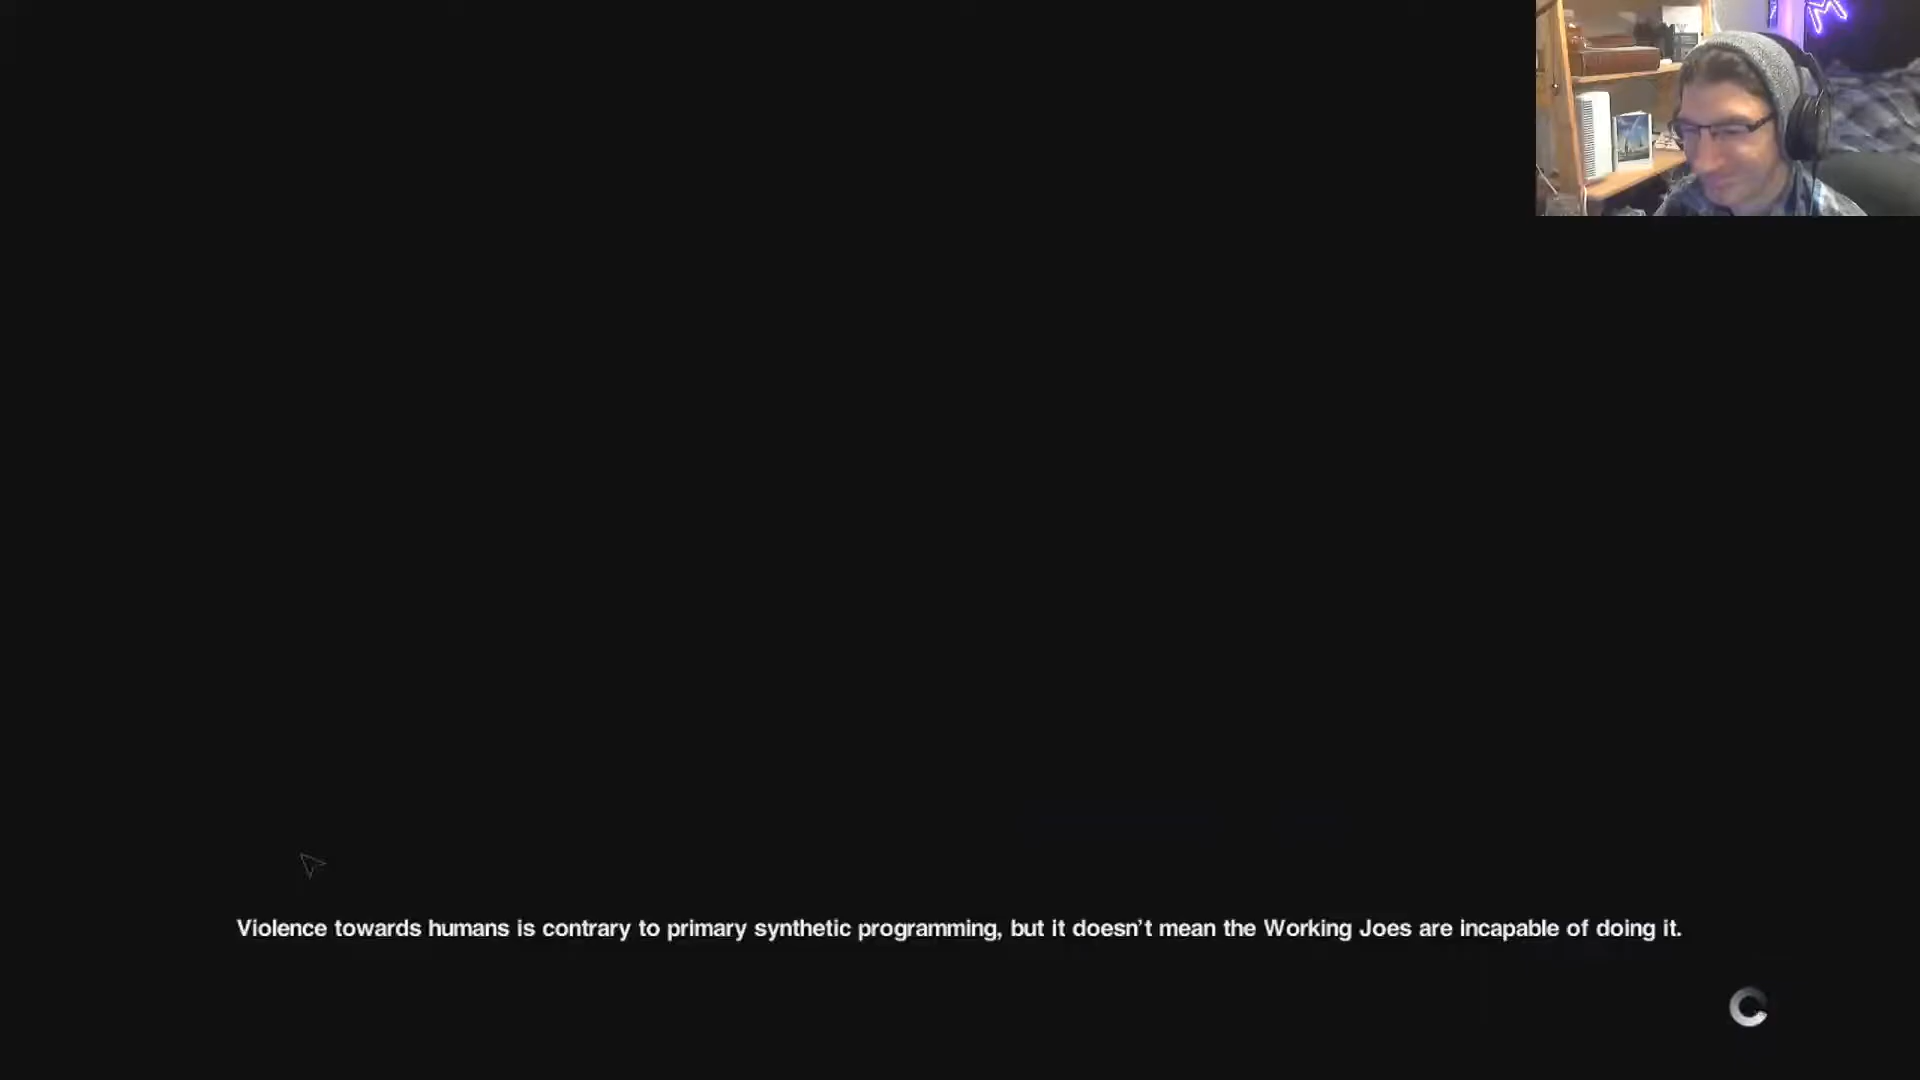 M
Violence towards humans is contrary to primary synthetic programming, but it doesn't mean the Working Joes are incapable of doing it.